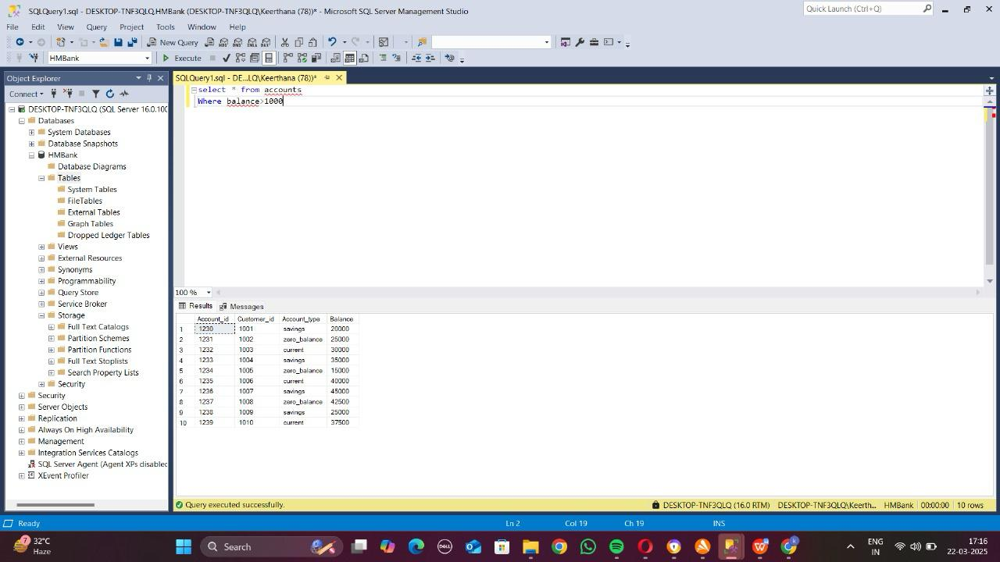 SQLQuery1.sql - DESKTOP-TNF3QLQ.HMBank (DESKTOP-TNF3QLQ\Keerthana (78))* - Microsoft SQL Server Management Studio
Quick Launch (Ctrl+Q)
File Edit View Query Project Tools Window Help
New Query
HMBank Execute
Object Explorer
SQLQuery1.sql - DE...LQ\Keerthana (78))*
Connect
select * from accounts
Where balance>1000
DESKTOP-TNF3QLQ (SQL Server 16.0.100
Databases
System Databases
Database Snapshots
HMBank
Database Diagrams
Tables
System Tables
FileTables
External Tables
Graph Tables
Dropped Ledger Tables
Views
External Resources
Synonyms
Programmability
Query Store
Service Broker
Storage
Full Text Catalogs
Partition Schemes
Partition Functions
Full Text Stoplists
Search Property Lists
Security
Security
Server Objects
Replication
Always On High Availability
Management
Integration Services Catalogs
SQL Server Agent (Agent XPs disabled
XEvent Profiler
100 %
Results Messages
Account_id Customer_id Account_type Balance
1 1230 1001 savings 20000
2 1231 1002 zero_balance 25000
3 1232 1003 current 30000
4 1233 1004 savings 35000
5 1234 1005 zero_balance 15000
6 1235 1006 current 40000
7 1236 1007 savings 45000
8 1237 1008 zero_balance 42500
9 1238 1009 savings 25000
10 1239 1010 current 37500
Query executed successfully. DESKTOP-TNF3QLQ (16.0 RTM) DESKTOP-TNF3QLQ\Keerth... HMBank 00:00:00 10 rows
Ready Ln 2 Col 19 Ch 19 INS
7 32°C
Haze
Search
DELL
ENG
IN
17:16
22-03-2025